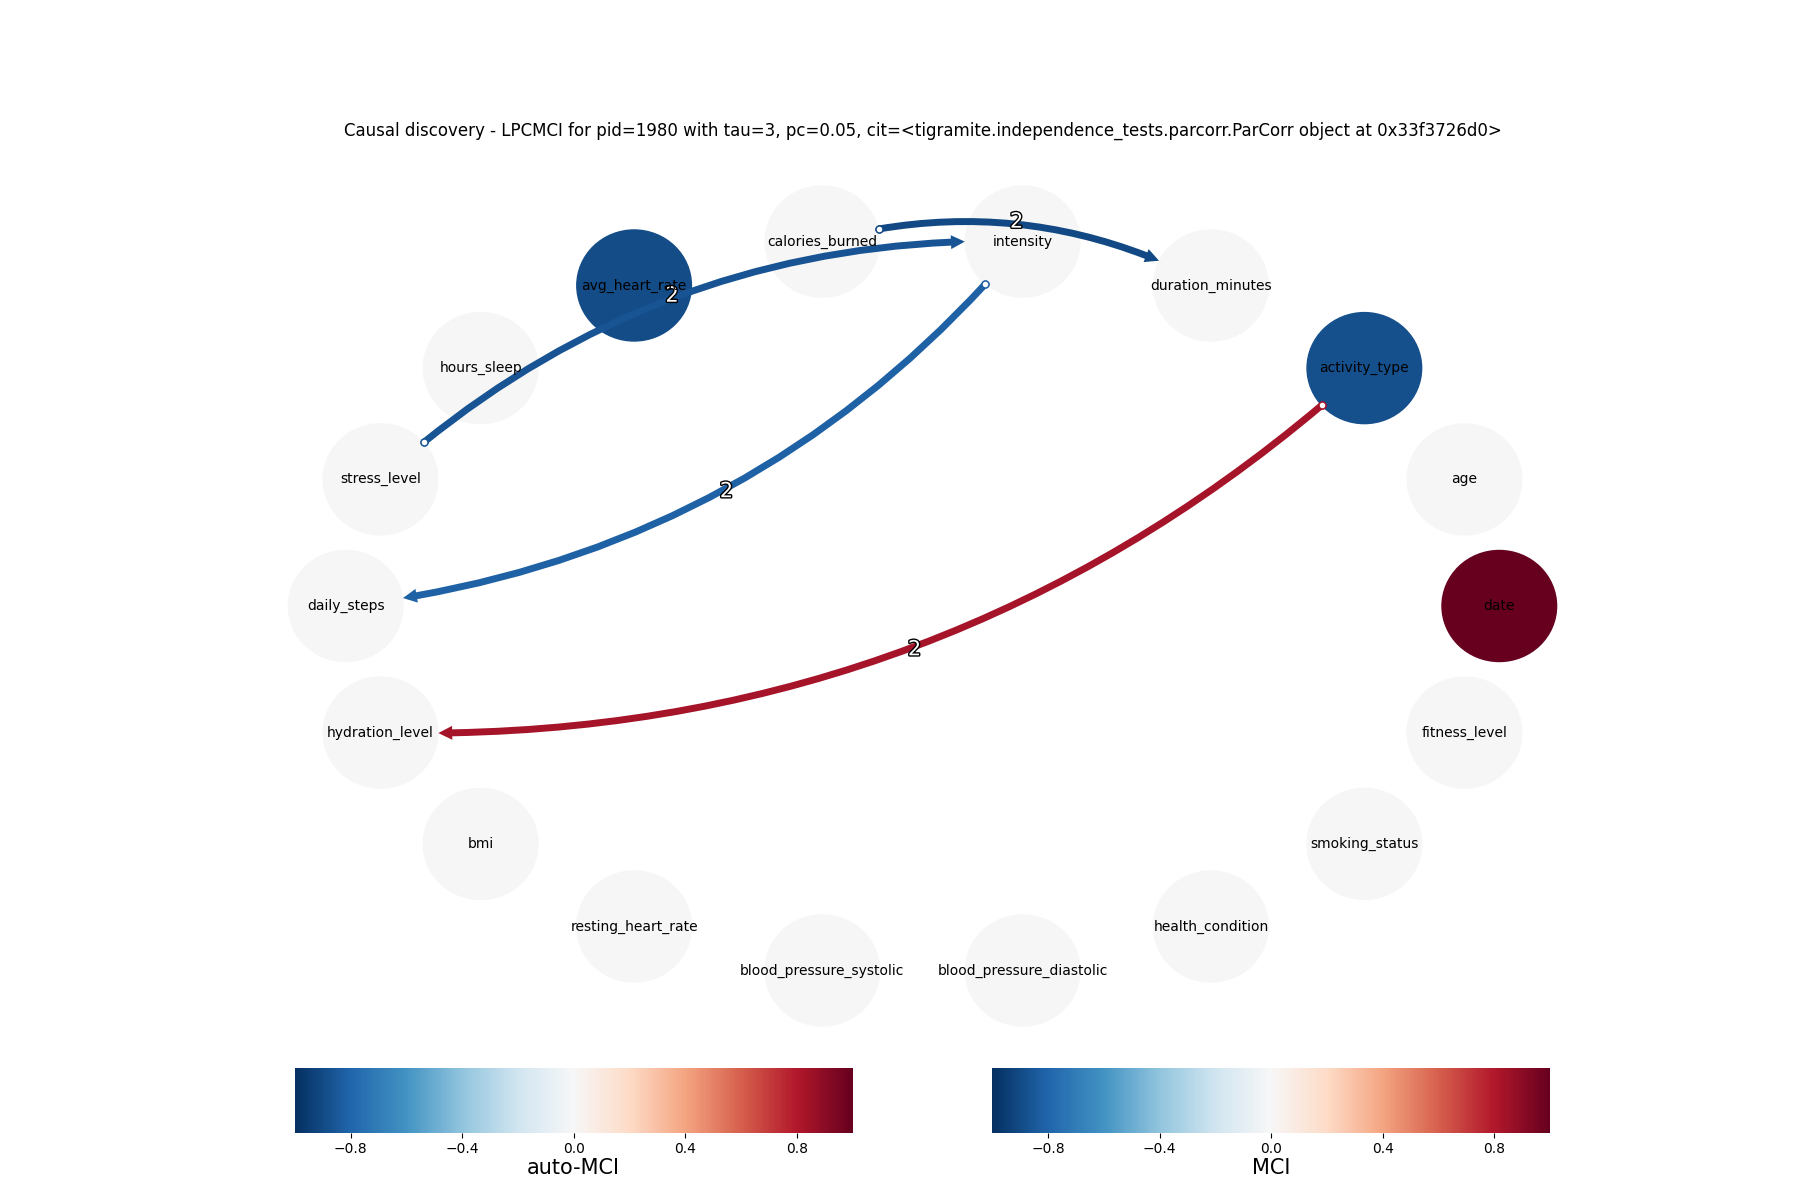 Causal discovery - LPCMCI for pid=1980 with tau=3, pc=0.05, cit=<tigramite.independence_tests.parcorr.ParCorr object at 0x33f3726d0>
2
calories_burned
intensity
avg_heart_rate
2
duration_minutes
hours_sleep
activity_type
stress_level
age
2
daily_steps
date
2
hydration_level
fitness_level
bmi
smoking_status
resting_heart_rate
health_condition
blood_pressure_systolic
blood_pressure_diastolic
−0.8 −0.4 0.0 0.4 0.8
auto-MCI
−0.8 −0.4 0.0 0.4 0.8
MCI